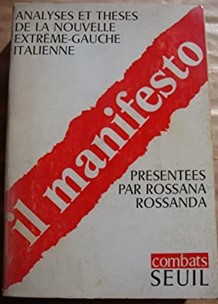 ANALYSES ET THESES
DE LA NOUVELLE
EXTRÊME-GAUCHE
ITALIENNE
il manifesto
PRESENTEES
PAR ROSSANA
ROSSANDA
combats
SEUIL